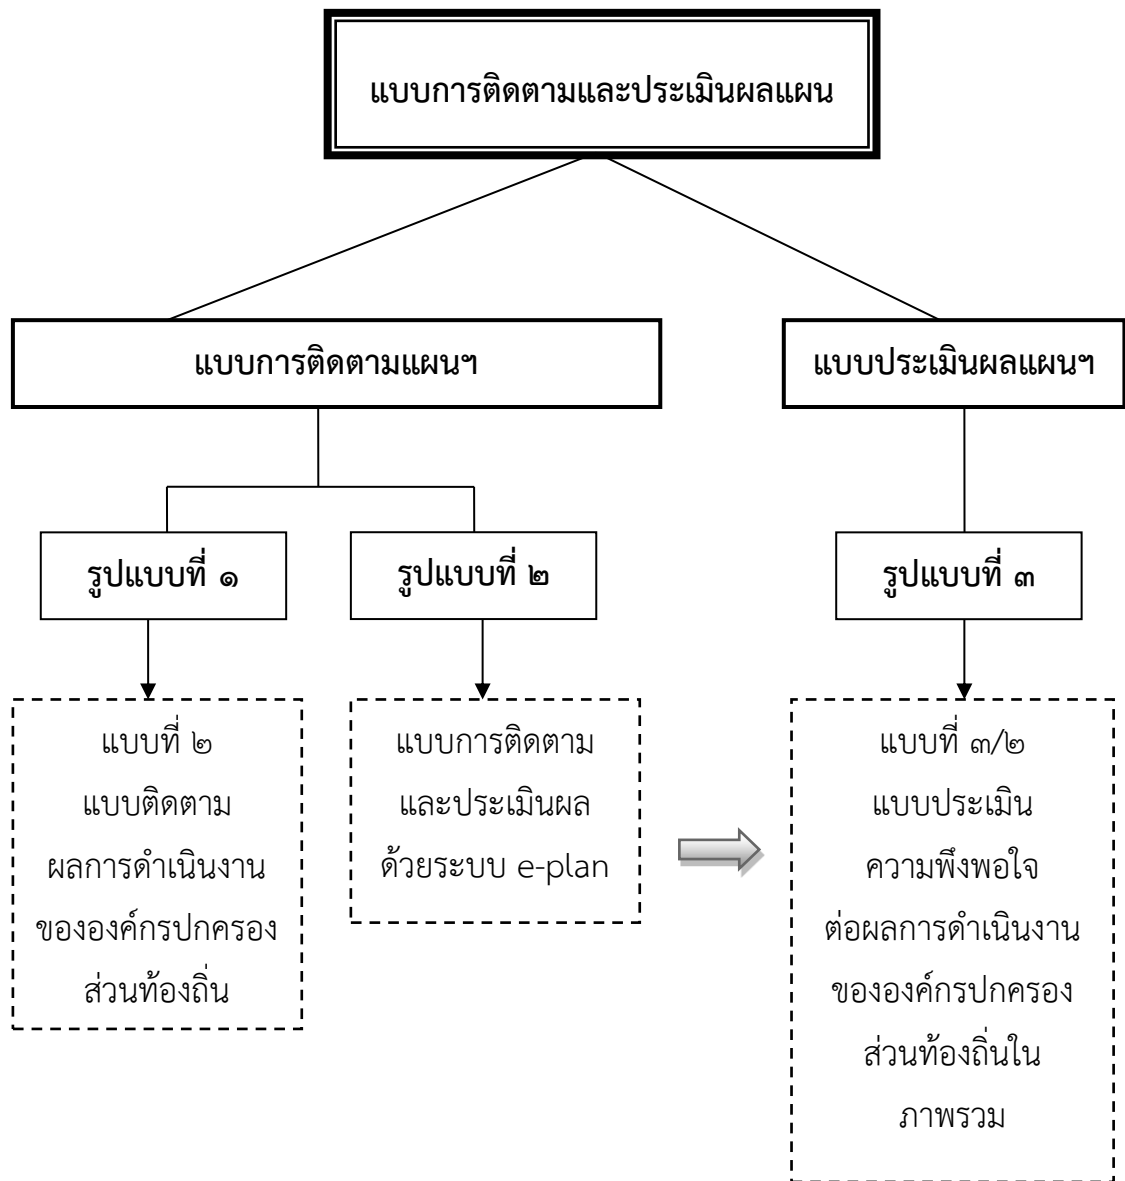 แบบการติดตามและประเมินผลแผน
แบบการติดตามแผนฯ
แบบประเมินผลแผนฯ
รูปแบบที่ ๑
รูปแบบที่ ๒
รูปแบบที่ ๓
แบบที่ ๒
แบบติดตาม
ผลการดำเนินงาน
ขององค์กรปกครอง
ส่วนท้องถิ่น
แบบการติดตาม
และประเมินผล
ด้วยระบบ e-plan
แบบที่ ๓/๒
แบบประเมิน
ความพึงพอใจ
ต่อผลการดำเนินงาน
ขององค์กรปกครอง
ส่วนท้องถิ่นใน
ภาพรวม